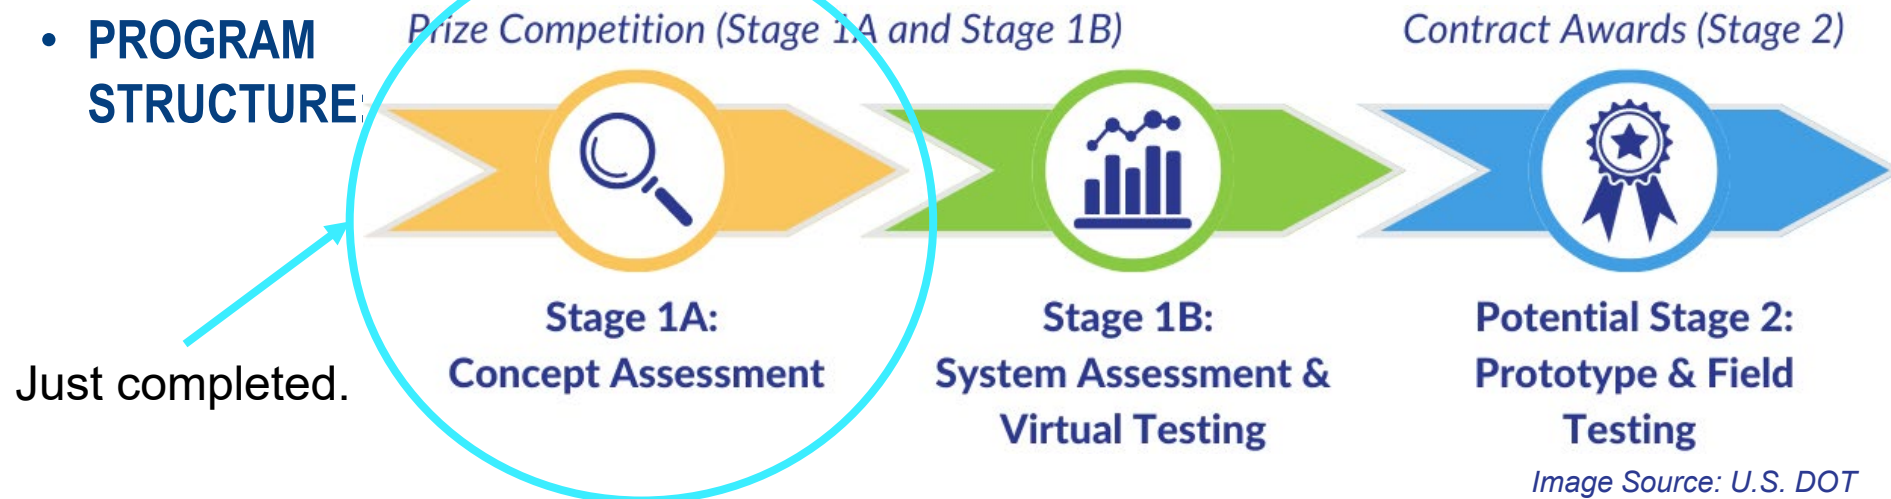 • PROGRAM
STRUCTURE:
Prize Competition (Stage 1A and Stage 1B)
Contract Awards (Stage 2)
Just completed.
Stage 1A:
Concept Assessment
Stage 1B:
System Assessment &
Virtual Testing
Potential Stage 2:
Prototype & Field
Testing
Image Source: U.S. DOT